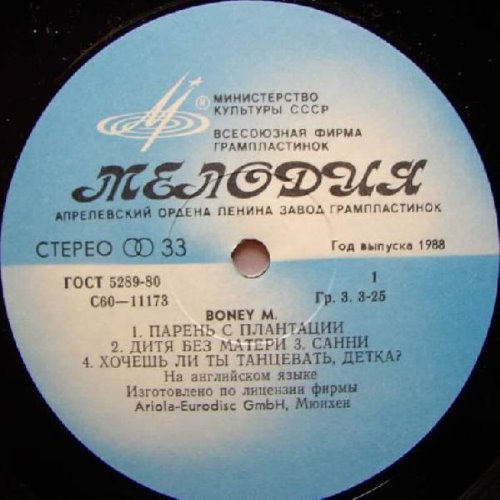 МИНИСТЕРСТВО
КУЛЬТУРЫ СССР
ВСЕСОЮЗНАЯ ФИРМА
ГРАМПЛАСТИНОК
®
МЕЛОДИЯ
АПРЕЛЕВСКИЙ ОРДЕНА ЛЕНИНА ЗАВОД ГРАМПЛАСТИНОК
СТЕРЕО 33
Год выпуска 1988
ГОСТ 5289-80
1
С60—11173
Гр. 3. 3-25
BONEY M.
1. ПАРЕНЬ С ПЛАНТАЦИИ
2. ДИТЯ БЕЗ МАТЕРИ 3. САННИ
4. ХОЧЕШЬ ЛИ ТЫ ТАНЦЕВАТЬ, ДЕТКА?
На английском языке
Изготовлено по лицензии фирмы
Ariola-Eurodisc GmbH, Мюнхен